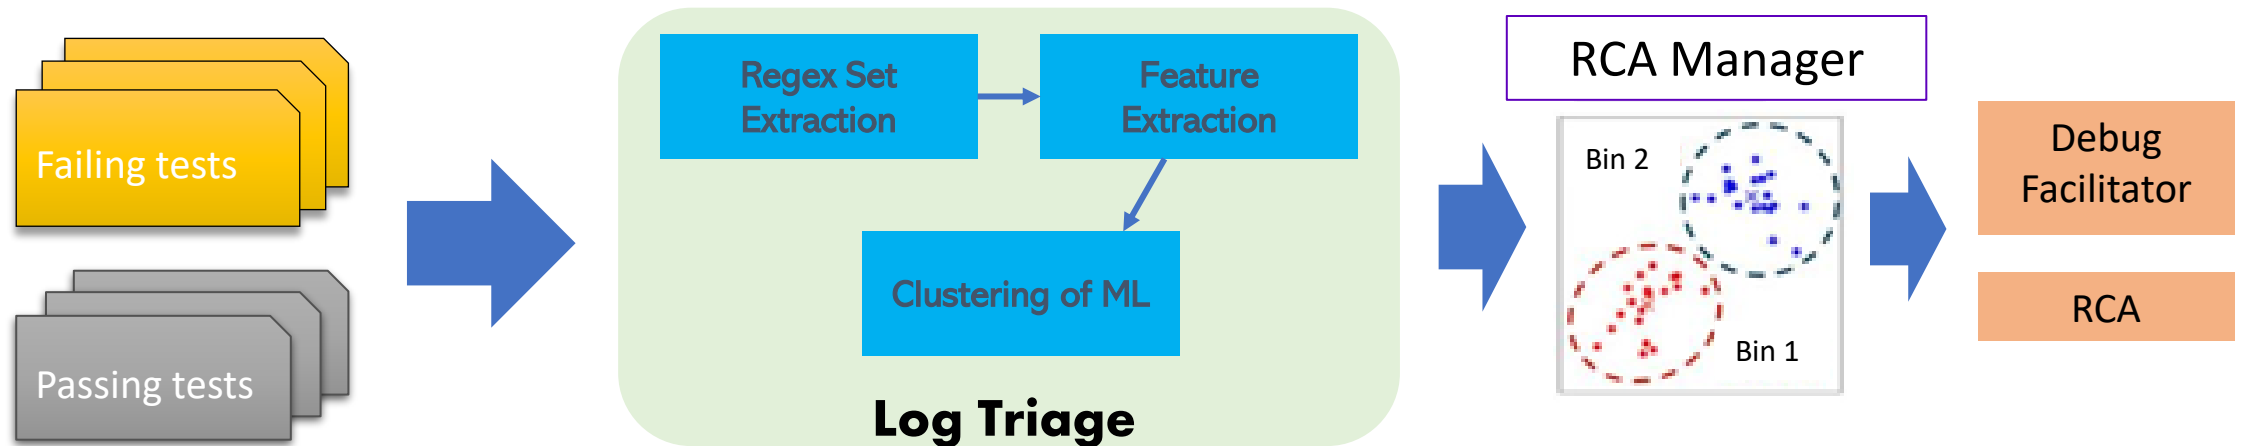 Failing tests
Passing tests
Regex Set
Extraction
Feature
Extraction
Clustering of ML
Log Triage
RCA Manager
Bin 2
Bin 1
Debug
Facilitator
RCA